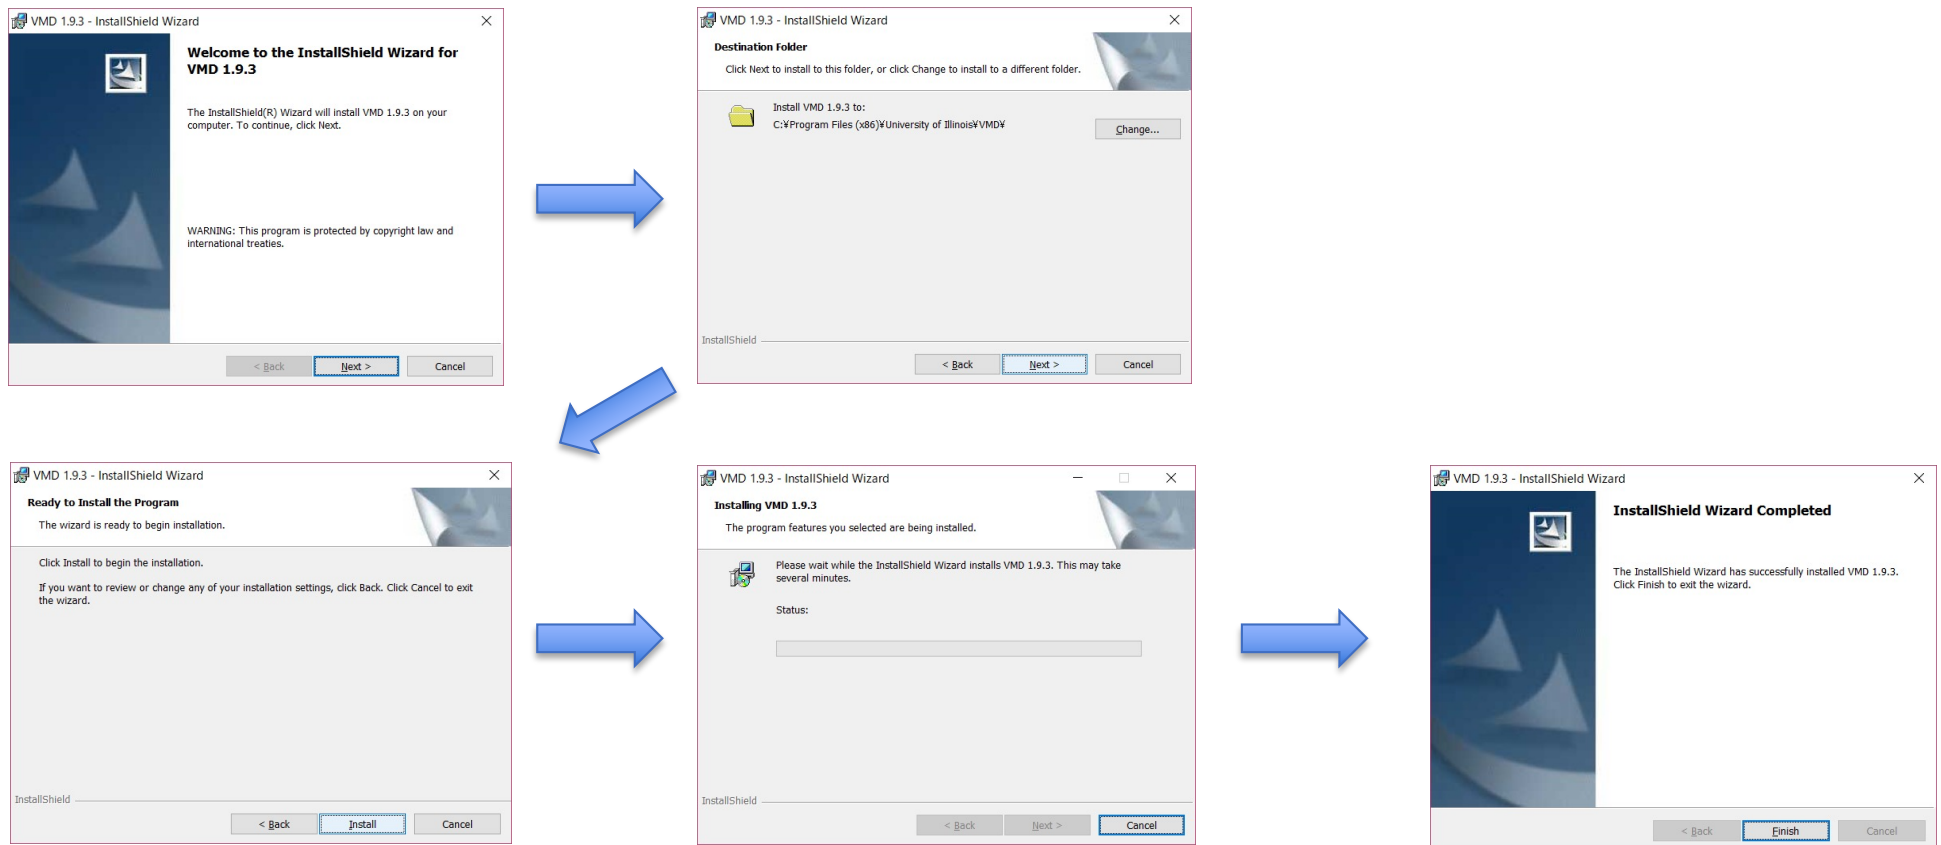 VMD 1.9.3 - InstallShield Wizard
Welcome to the InstallShield Wizard for
VMD 1.9.3
The InstallShield(R) Wizard will install VMD 1.9.3 on your
computer. To continue, click Next.
WARNING: This program is protected by copyright law and
international treaties.
< Back
Next >
Cancel
VMD 1.9.3 - InstallShield Wizard
Destination Folder
Click Next to install to this folder, or click Change to install to a different folder.
Install VMD 1.9.3 to:
C:¥Program Files (x86)¥University of Illinois¥VMD¥
Change...
InstallShield
< Back
Next >
Cancel
VMD 1.9.3 - InstallShield Wizard
Ready to Install the Program
The wizard is ready to begin installation.
Click Install to begin the installation.
If you want to review or change any of your installation settings, click Back. Click Cancel to exit
the wizard.
InstallShield
< Back
Install
Cancel
VMD 1.9.3 - InstallShield Wizard
Installing VMD 1.9.3
The program features you selected are being installed.
Please wait while the InstallShield Wizard installs VMD 1.9.3. This may take
several minutes.
Status:
InstallShield
< Back
Next >
Cancel
VMD 1.9.3 - InstallShield Wizard
InstallShield Wizard Completed
The InstallShield Wizard has successfully installed VMD 1.9.3.
Click Finish to exit the wizard.
< Back
Finish
Cancel